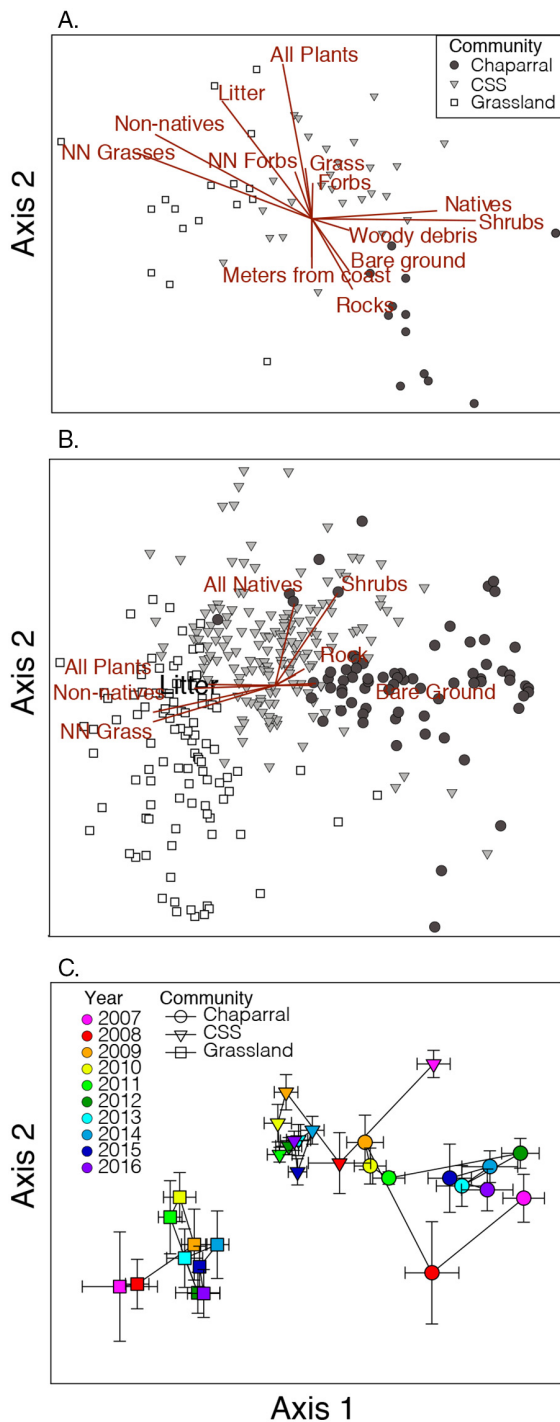 A.
All Plants
Community
Chaparral
CSS
Grassland
Litter
Non-natives
NN Grasses
NN Forbs
Grass
Forbs
Natives
Shrubs
Woody debris
Bare ground
Meters from coast
Rocks
Axis 2
B.
All Natives
Shrubs
Rock
All Plants
Litter
Non-natives
Bare Ground
NN Grass
Axis 2
C.
Year
2007
2008
2009
2010
2011
2012
2013
2014
2015
2016
Community
Chaparral
CSS
Grassland
Axis 2
Axis 1